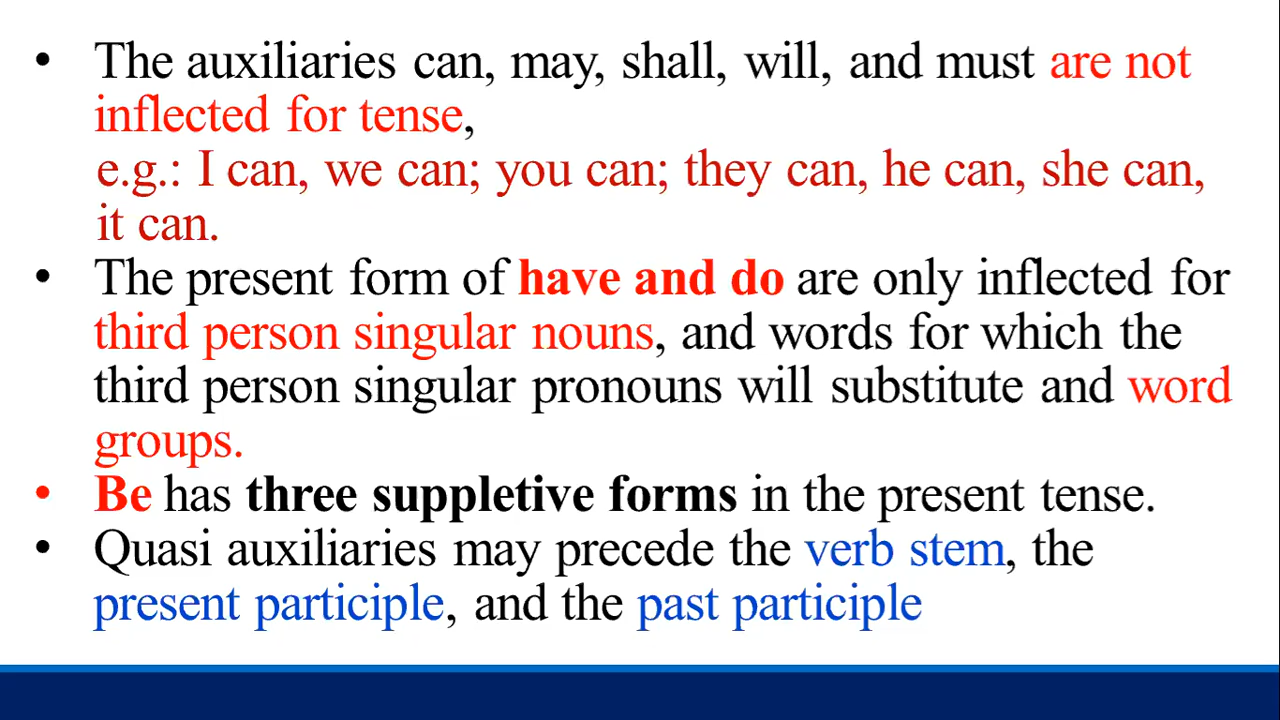 • The auxiliaries can, may, shall, will, and must are not
inflected for tense,
e.g.: I can, we can; you can; they can, he can, she can,
it can.
• The present form of have and do are only inflected for
third person singular nouns, and words for which the
third person singular pronouns will substitute and word
groups.
• Be has three suppletive forms in the present tense.
• Quasi auxiliaries may precede the verb stem, the
present participle, and the past participle